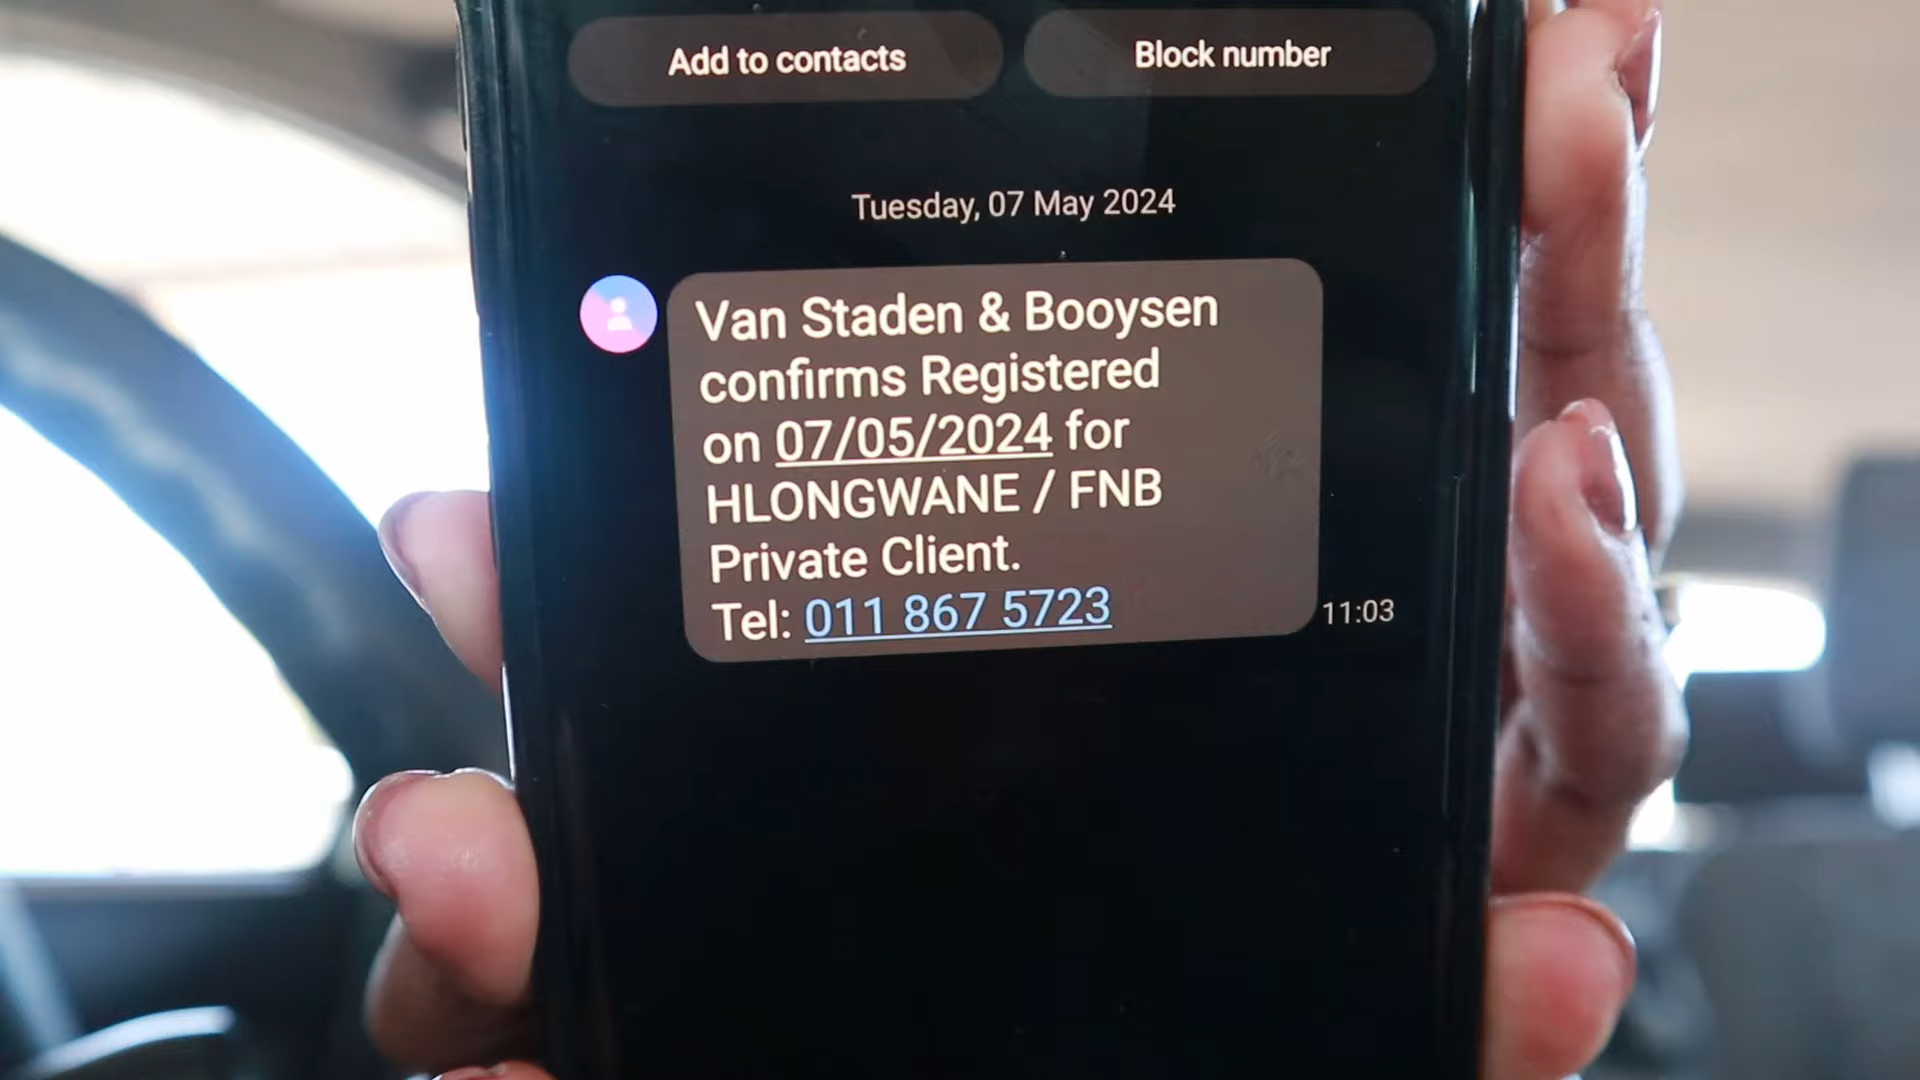 Add to contacts
Block number
Tuesday, 07 May 2024
Van Staden & Booysen
confirms Registered
on 07/05/2024 for
HLONGWANE / FNB
Private Client.
Tel: 011 867 5723
11:03